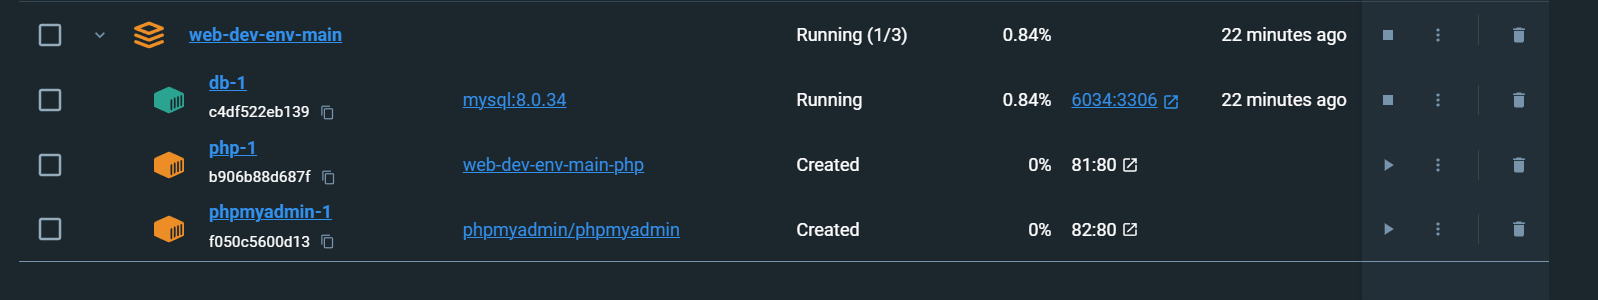 web-dev-env-main Running (1/3) 0.84% 22 minutes ago
db-1
c4df522eb139 mysql:8.0.34 Running 0.84% 6034:3306 22 minutes ago
php-1
b906b88d687f web-dev-env-main-php Created 0% 81:80
phpmyadmin-1
f050c5600d13 phpmyadmin/phpmyadmin Created 0% 82:80